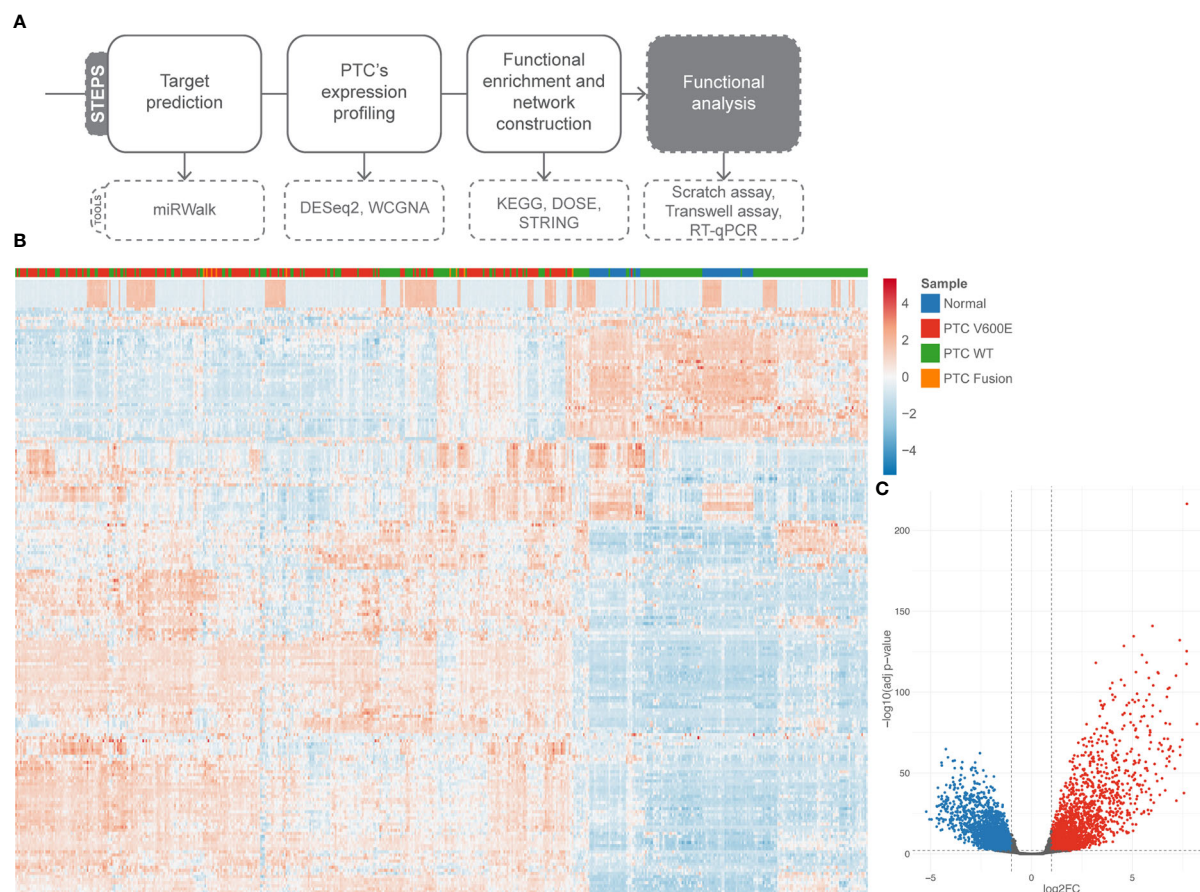 A
STEPS
Target
prediction
PTC's
expression
profiling
Functional
enrichment and
network
construction
Functional
analysis
TOOLS
miRWalk
DESeq2, WCGNA
KEGG, DOSE,
STRING
Scratch assay,
Transwell assay,
RT-qPCR
B
4
2
0
−2
−4
Sample
Normal
PTC V600E
PTC WT
PTC Fusion
C
−log10(adj p−value)
200
150
100
50
0
−5
0
5
log2FC